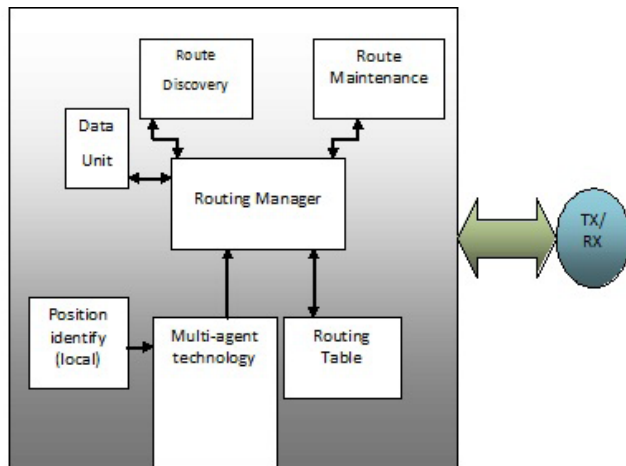 Route
Discovery
Route
Maintenance
Data
Unit
Routing Manager
TX/
RX
Position
identify
(local)
Multi-agent
technology
Routing
Table